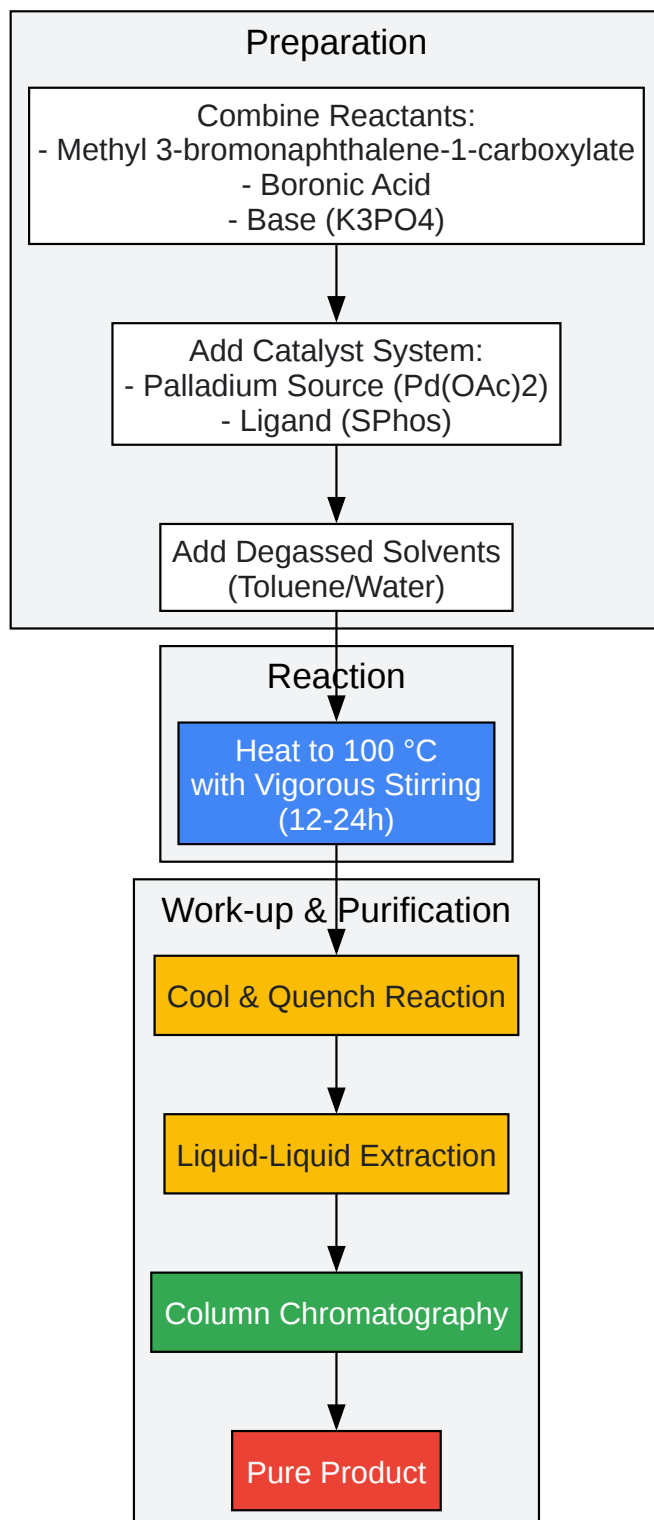 Preparation
Combine Reactants:
- Methyl 3-bromonaphthalene-1-carboxylate
- Boronic Acid
- Base (K3PO4)
Add Catalyst System:
- Palladium Source (Pd(OAc)2)
- Ligand (SPhos)
Add Degassed Solvents
(Toluene/Water)
Reaction
Heat to 100 °C
with Vigorous Stirring
(12-24h)
Work-up & Purification
Cool & Quench Reaction
Liquid-Liquid Extraction
Column Chromatography
Pure Product